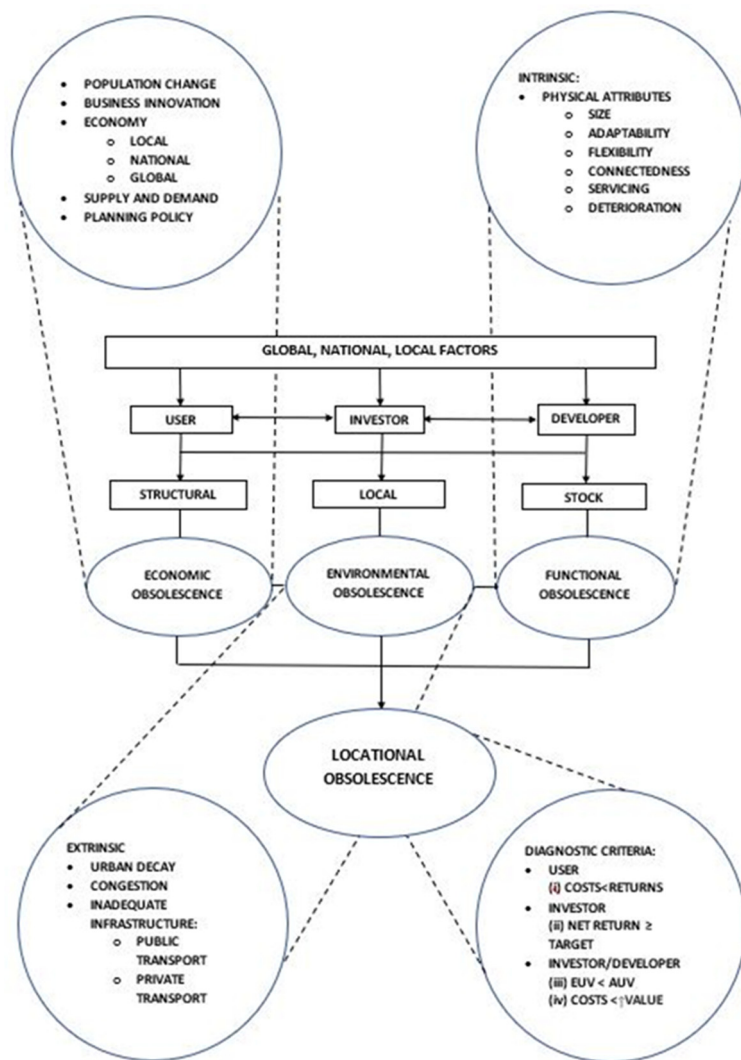 • POPULATION CHANGE
• BUSINESS INNOVATION
• ECONOMY
o LOCAL
o NATIONAL
o GLOBAL
• SUPPLY AND DEMAND
• PLANNING POLICY
INTRINSIC:
• PHYSICAL ATTRIBUTES
o SIZE
o ADAPTABILITY
o FLEXIBILITY
o CONNECTEDNESS
o SERVICING
o DETERIORATION
GLOBAL, NATIONAL, LOCAL FACTORS
USER
INVESTOR
DEVELOPER
STRUCTURAL
LOCAL
STOCK
ECONOMIC
OBSOLESCENCE
ENVIRONMENTAL
OBSOLESCENCE
FUNCTIONAL
OBSOLESCENCE
LOCATIONAL
OBSOLESCENCE
EXTRINSIC
• URBAN DECAY
• CONGESTION
• INADEQUATE
INFRASTRUCTURE:
o PUBLIC
TRANSPORT
o PRIVATE
TRANSPORT
DIAGNOSTIC CRITERIA:
• USER
(i) COSTS<RETURNS
• INVESTOR
(ii) NET RETURN ≥
TARGET
• INVESTOR/DEVELOPER
(iii) EUV < AUV
(iv) COSTS <↑VALUE